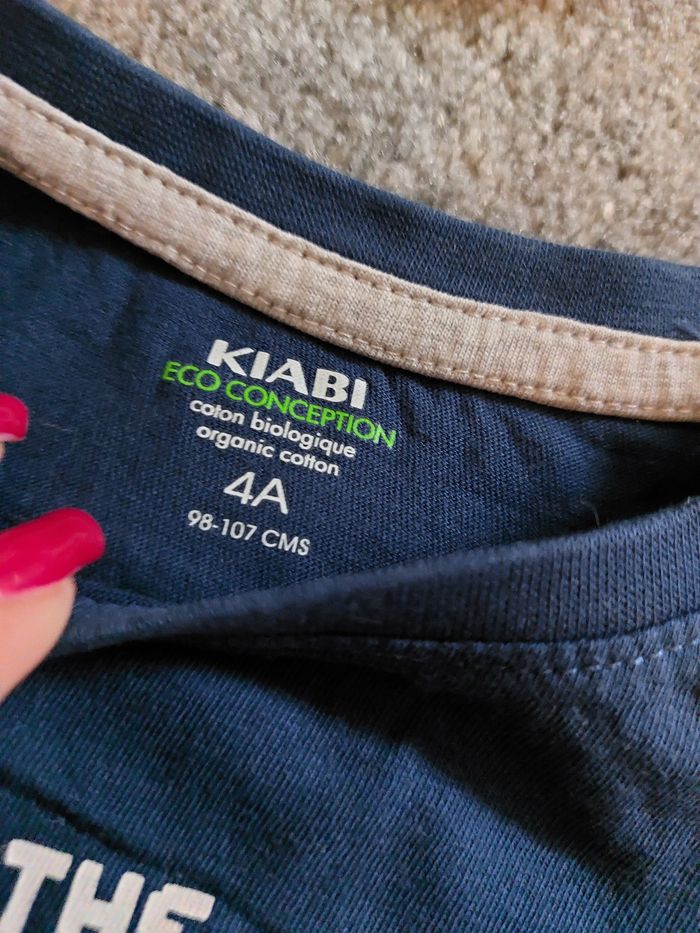 KIABI
ECO CONCEPTION
coton biologique
organic cotton
4A
98-107 CMS
THE